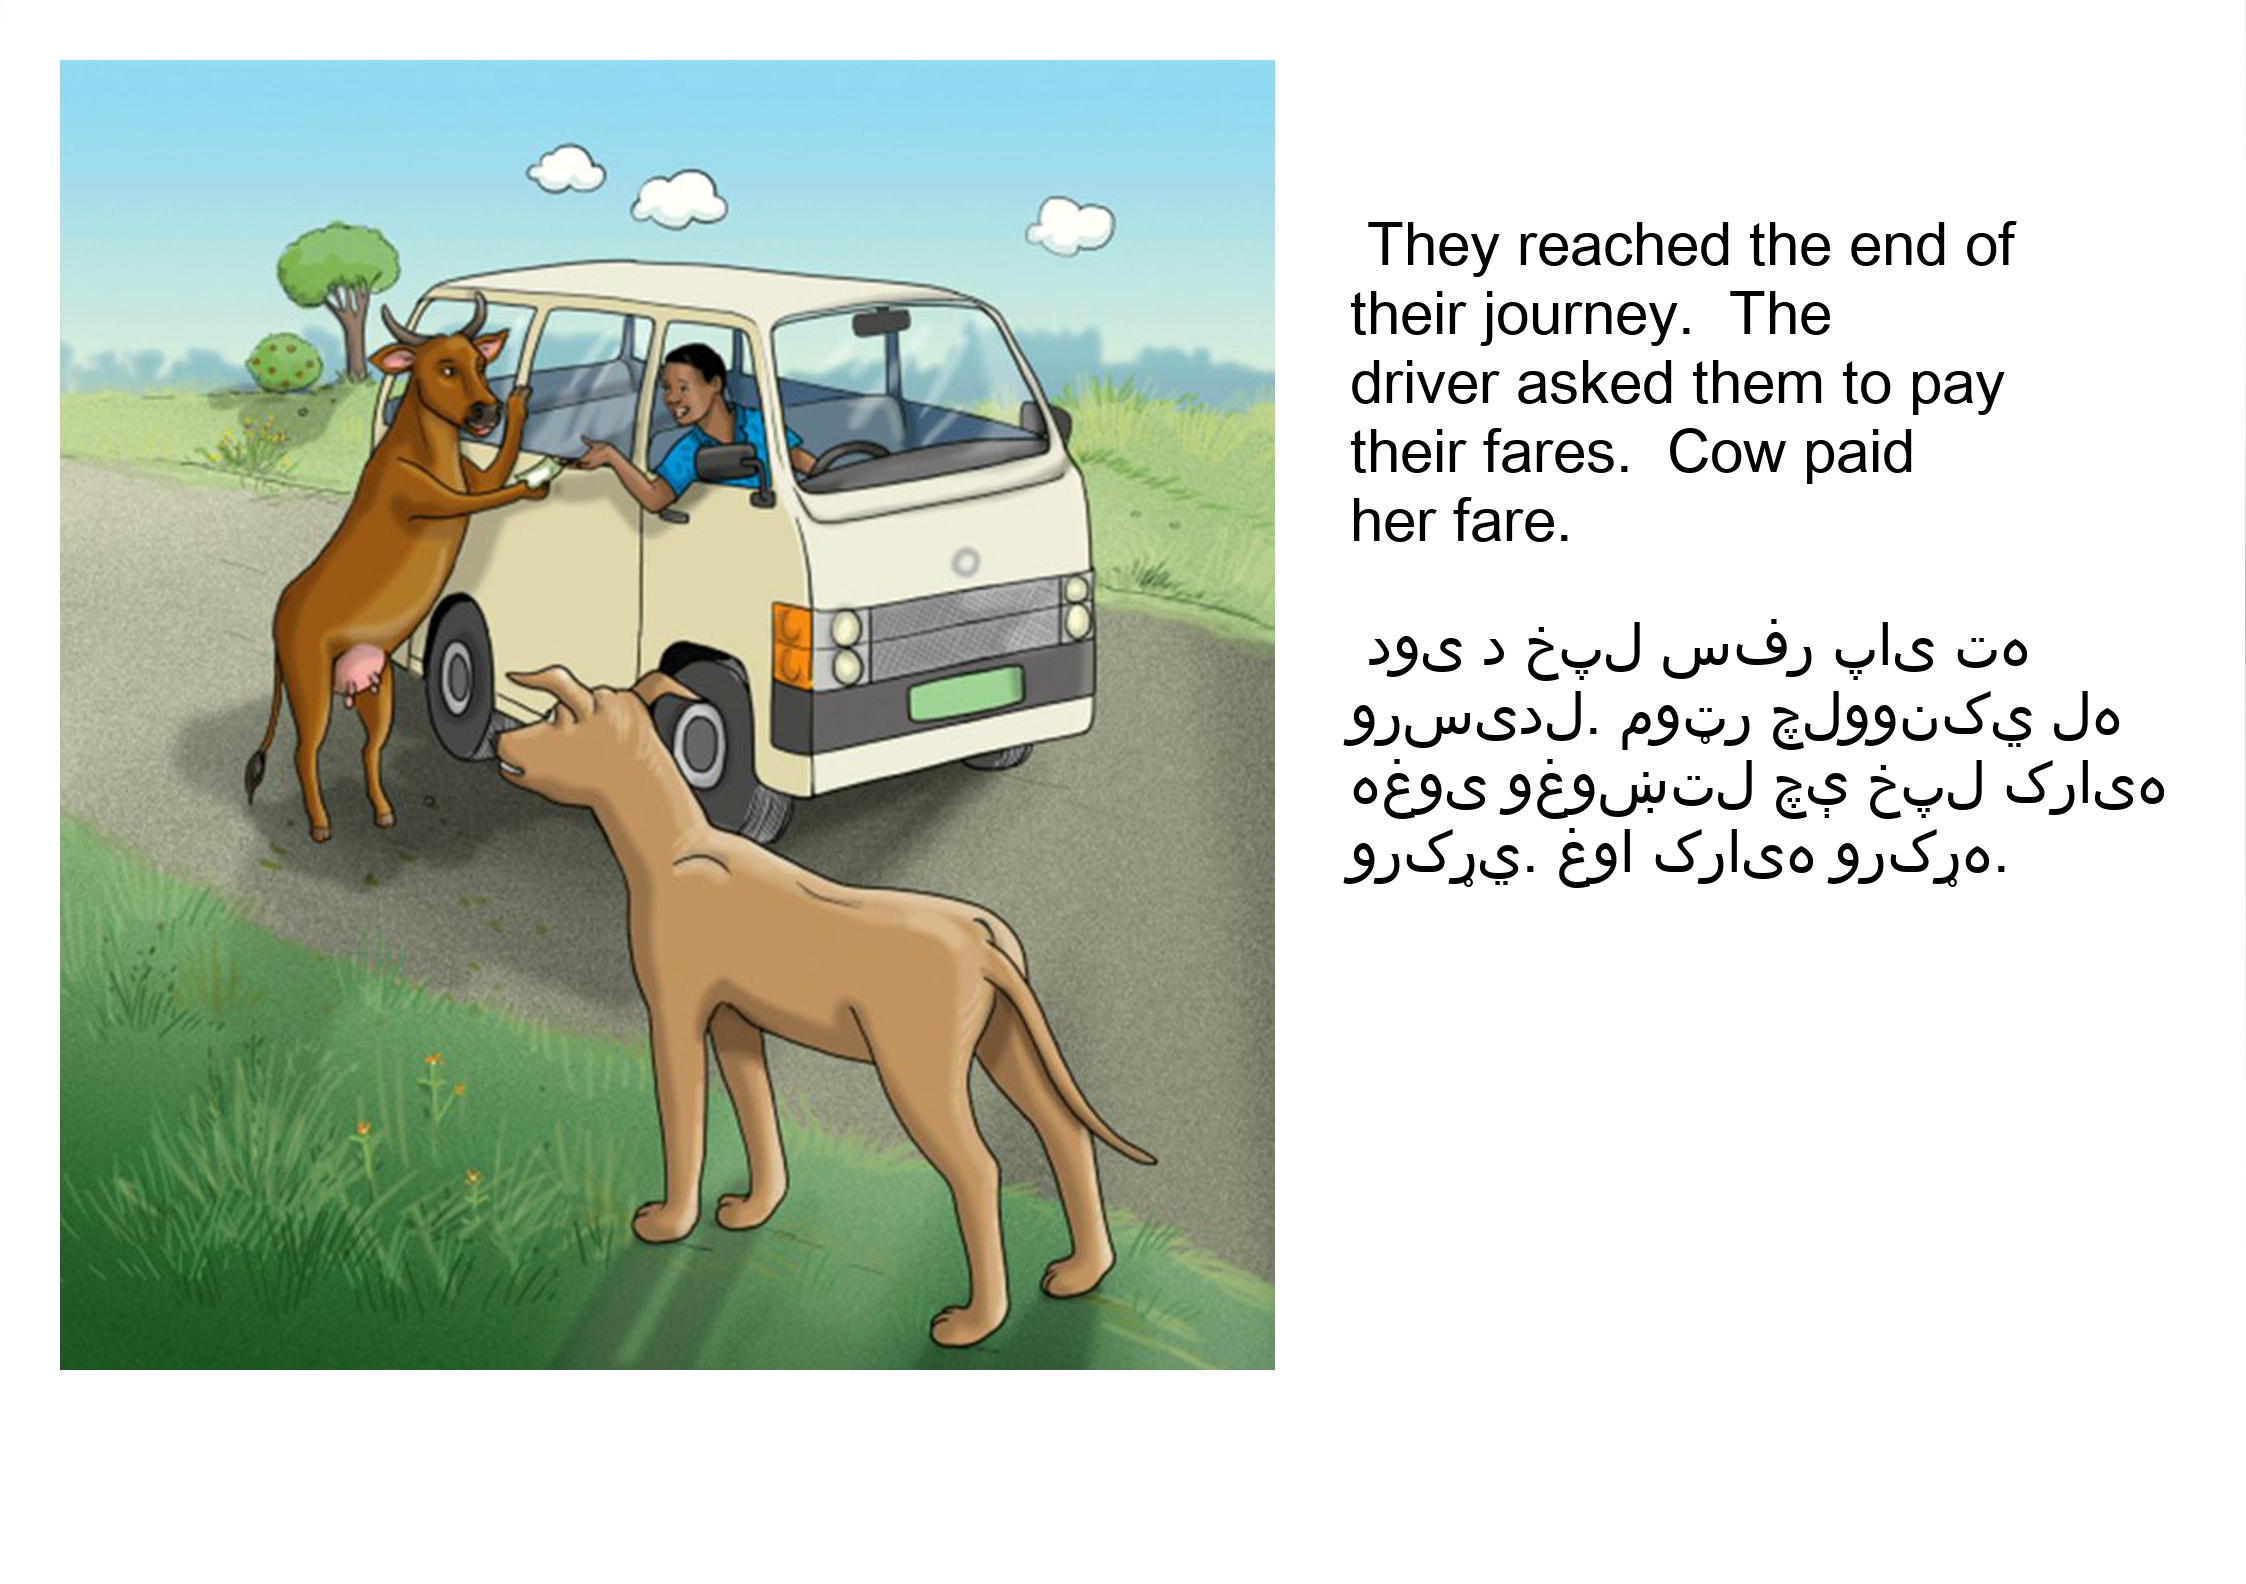 They reached the end of
their journey. The
driver asked them to pay
their fares. Cow paid
her fare.
دوی د خپل سفر پای ته
ورسیدل. موټر چلوونکي له
هغوی وغوښتل چې خپل کرایه
ورکړي. غوا کرایه ورکړه.